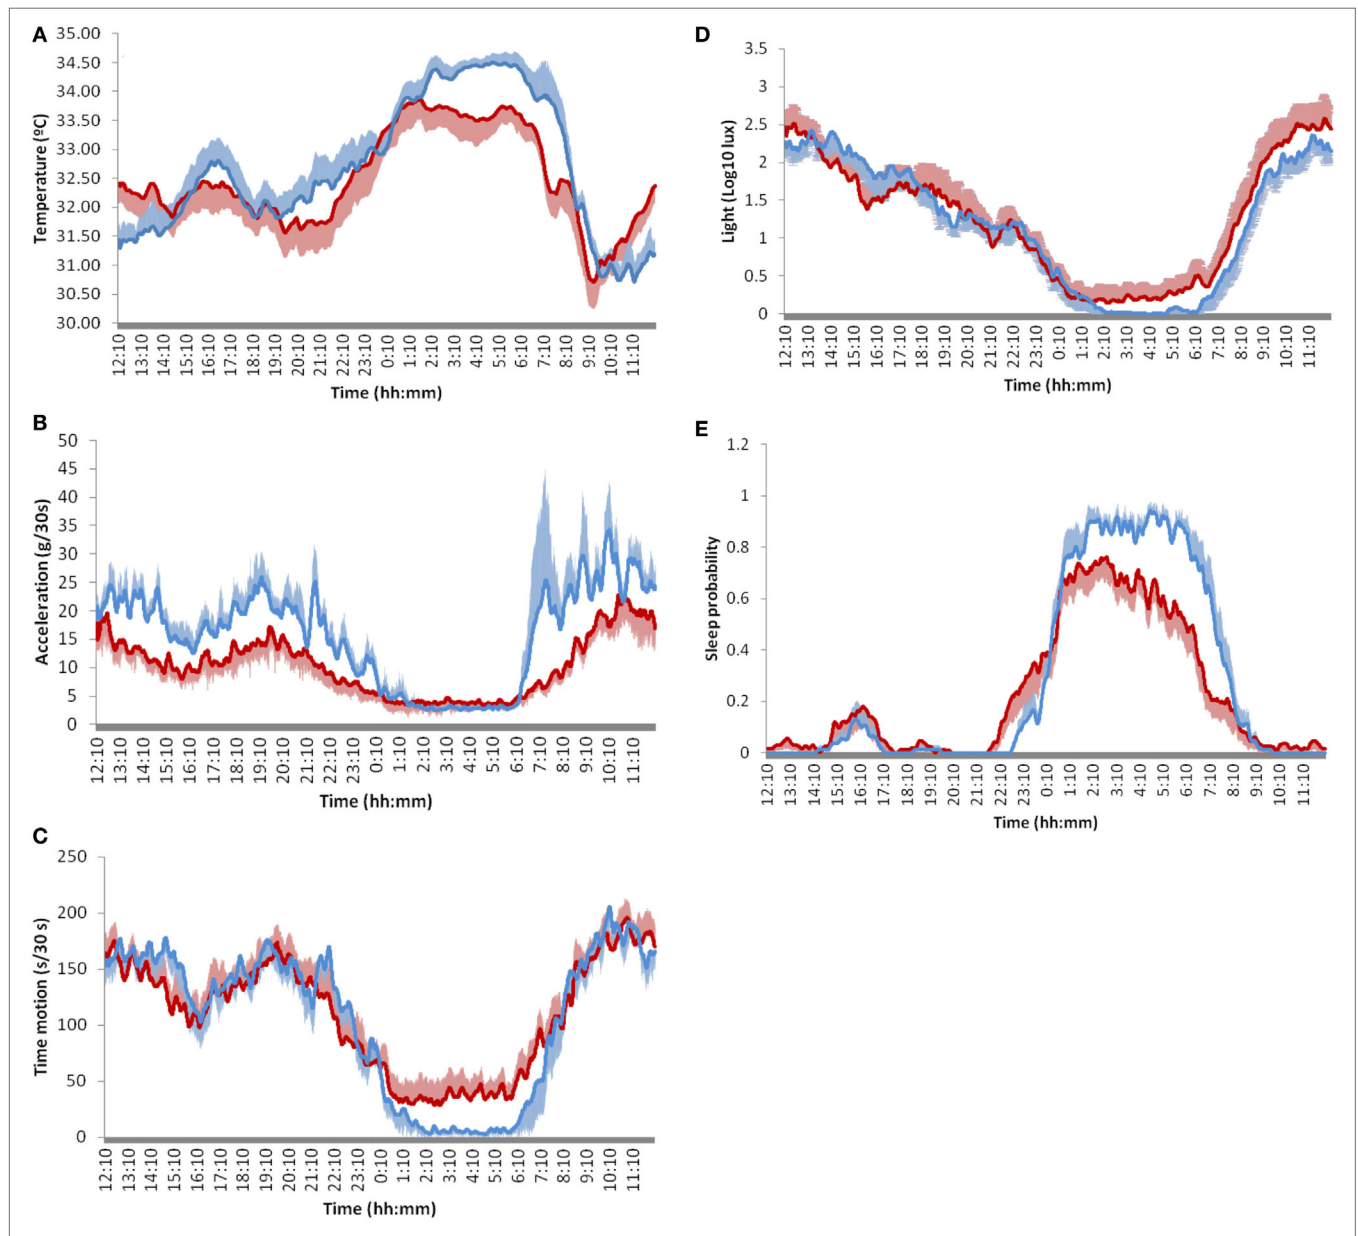 A
Temperature (ºC)
35.00
34.50
34.00
33.50
33.00
32.50
32.00
31.50
31.00
30.50
30.00
12:10 13:10 14:10 15:10 16:10 17:10 18:10 19:10 20:10 21:10 22:10 23:10 0:10 1:10 2:10 3:10 4:10 5:10 6:10 7:10 8:10 9:10 10:10 11:10
Time (hh:mm)
B
Acceleration (g/30s)
50
45
40
35
30
25
20
15
10
5
0
12:10 13:10 14:10 15:10 16:10 17:10 18:10 19:10 20:10 21:10 22:10 23:10 0:10 1:10 2:10 3:10 4:10 5:10 6:10 7:10 8:10 9:10 10:10 11:10
Time (hh:mm)
C
Time motion (s/30 s)
250
200
150
100
50
0
12:10 13:10 14:10 15:10 16:10 17:10 18:10 19:10 20:10 21:10 22:10 23:10 0:10 1:10 2:10 3:10 4:10 5:10 6:10 7:10 8:10 9:10 10:10 11:10
Time (hh:mm)
D
Light (Log10 lux)
3.5
3
2.5
2
1.5
1
0.5
0
12:10 13:10 14:10 15:10 16:10 17:10 18:10 19:10 20:10 21:10 22:10 23:10 0:10 1:10 2:10 3:10 4:10 5:10 6:10 7:10 8:10 9:10 10:10 11:10
Time (hh:mm)
E
Sleep probability
1.2
1
0.8
0.6
0.4
0.2
0
12:10 13:10 14:10 15:10 16:10 17:10 18:10 19:10 20:10 21:10 22:10 23:10 0:10 1:10 2:10 3:10 4:10 5:10 6:10 7:10 8:10 9:10 10:10 11:10
Time (hh:mm)